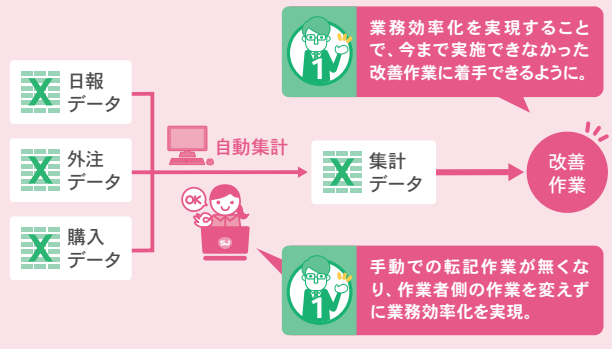 業務効率化を実現すること
で、今まで実施できなかった
改善作業に着手できるように。
1
日報
データ
X
外注
データ
X
購入
データ
X
自動集計
OK
SJ
集計
データ
X
改善
作業
手動での転記作業が無くな
り、作業者側の作業を変えず
に業務効率化を実現。
1